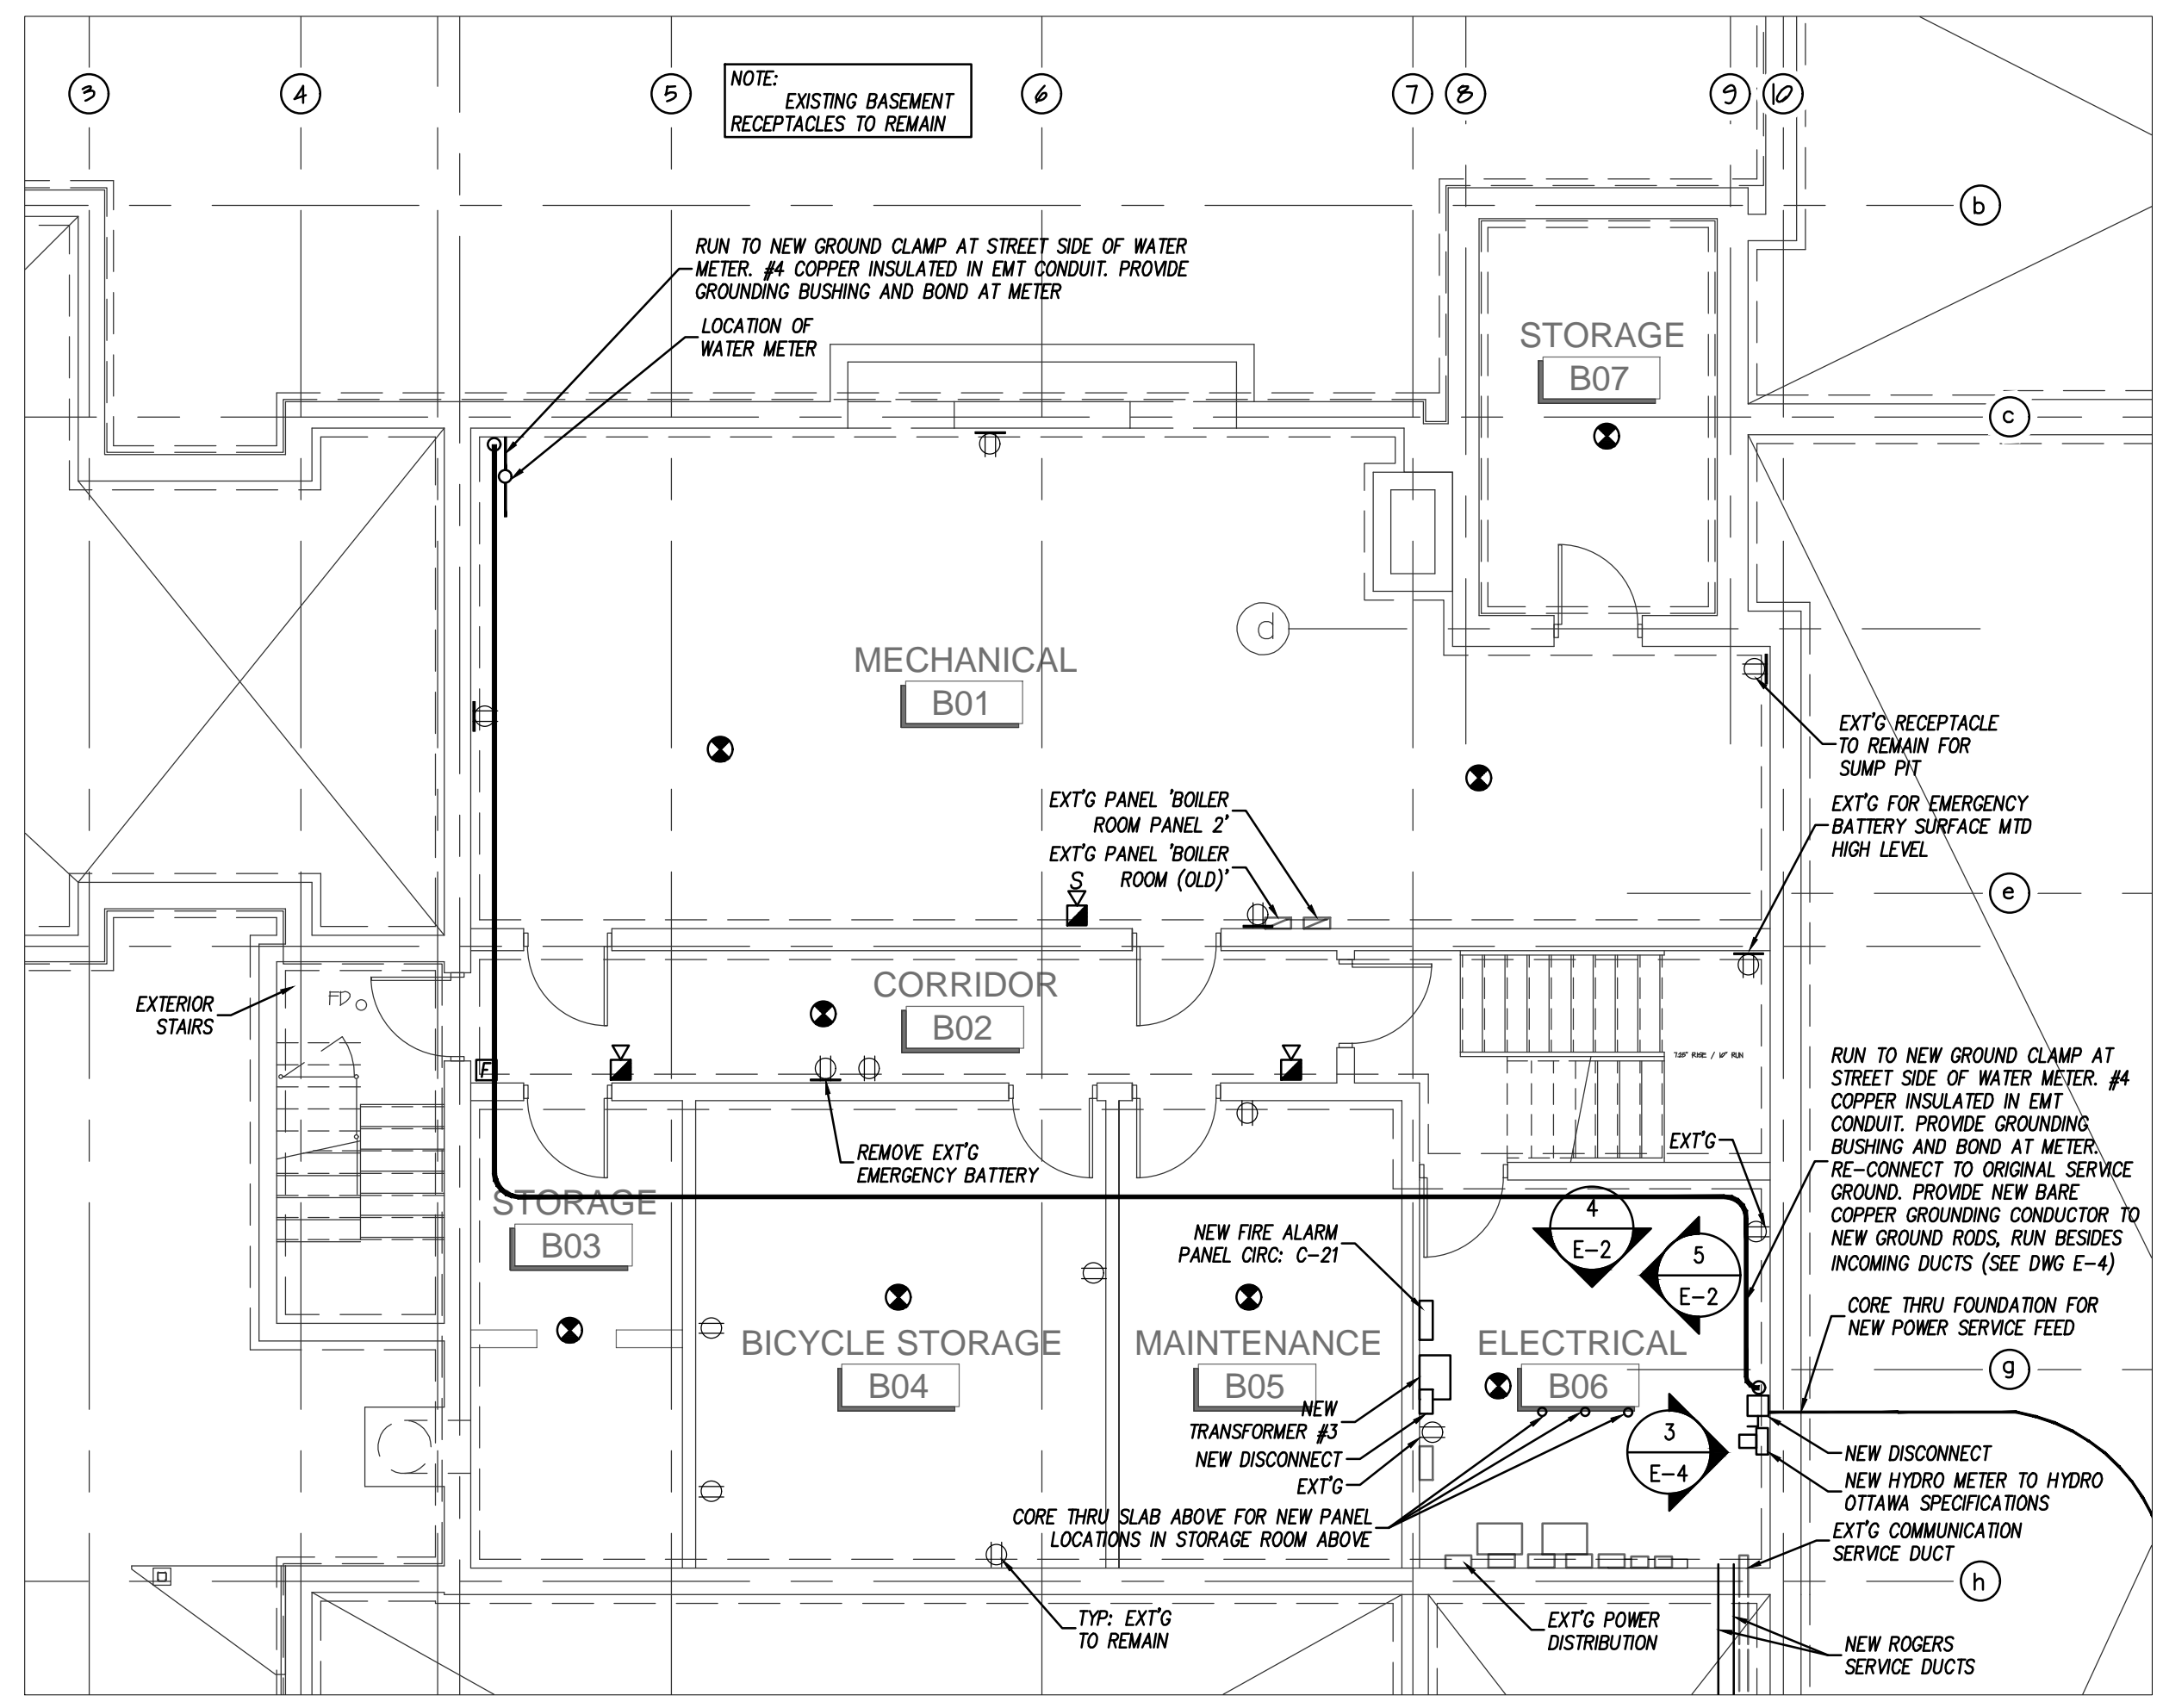 3
4
5
6
7
8
9
10
NOTE:
EXISTING BASEMENT
RECEPTACLES TO REMAIN
b
RUN TO NEW GROUND CLAMP AT STREET SIDE OF WATER
METER. #4 COPPER INSULATED IN EMT CONDUIT. PROVIDE
GROUNDING BUSHING AND BOND AT METER
LOCATION OF
WATER METER
STORAGE
B07
c
d
MECHANICAL
B01
EXT'G RECEPTACLE
TO REMAIN FOR
SUMP PIT
EXT'G PANEL 'BOILER
ROOM PANEL 2'
EXT'G PANEL 'BOILER
ROOM (OLD)'
S
EXT'G FOR EMERGENCY
BATTERY SURFACE MTD
HIGH LEVEL
e
EXTERIOR
STAIRS
FD
CORRIDOR
B02
F
7.25" RISE / 10" RUN
REMOVE EXT'G
EMERGENCY BATTERY
EXT'G
RUN TO NEW GROUND CLAMP AT
STREET SIDE OF WATER METER. #4
COPPER INSULATED IN EMT
CONDUIT. PROVIDE GROUNDING
BUSHING AND BOND AT METER.
RE-CONNECT TO ORIGINAL SERVICE
GROUND. PROVIDE NEW BARE
COPPER GROUNDING CONDUCTOR TO
NEW GROUND RODS, RUN BESIDES
INCOMING DUCTS (SEE DWG E-4)
STORAGE
B03
NEW FIRE ALARM
PANEL CIRC: C-21
4
E-2
5
E-2
CORE THRU FOUNDATION FOR
NEW POWER SERVICE FEED
BICYCLE STORAGE
B04
MAINTENANCE
B05
ELECTRICAL
B06
g
NEW
TRANSFORMER #3
NEW DISCONNECT
EXT'G
3
E-4
NEW DISCONNECT
NEW HYDRO METER TO HYDRO
OTTAWA SPECIFICATIONS
CORE THRU SLAB ABOVE FOR NEW PANEL
LOCATIONS IN STORAGE ROOM ABOVE
EXT'G COMMUNICATION
SERVICE DUCT
h
TYP: EXT'G
TO REMAIN
EXT'G POWER
DISTRIBUTION
NEW ROGERS
SERVICE DUCTS